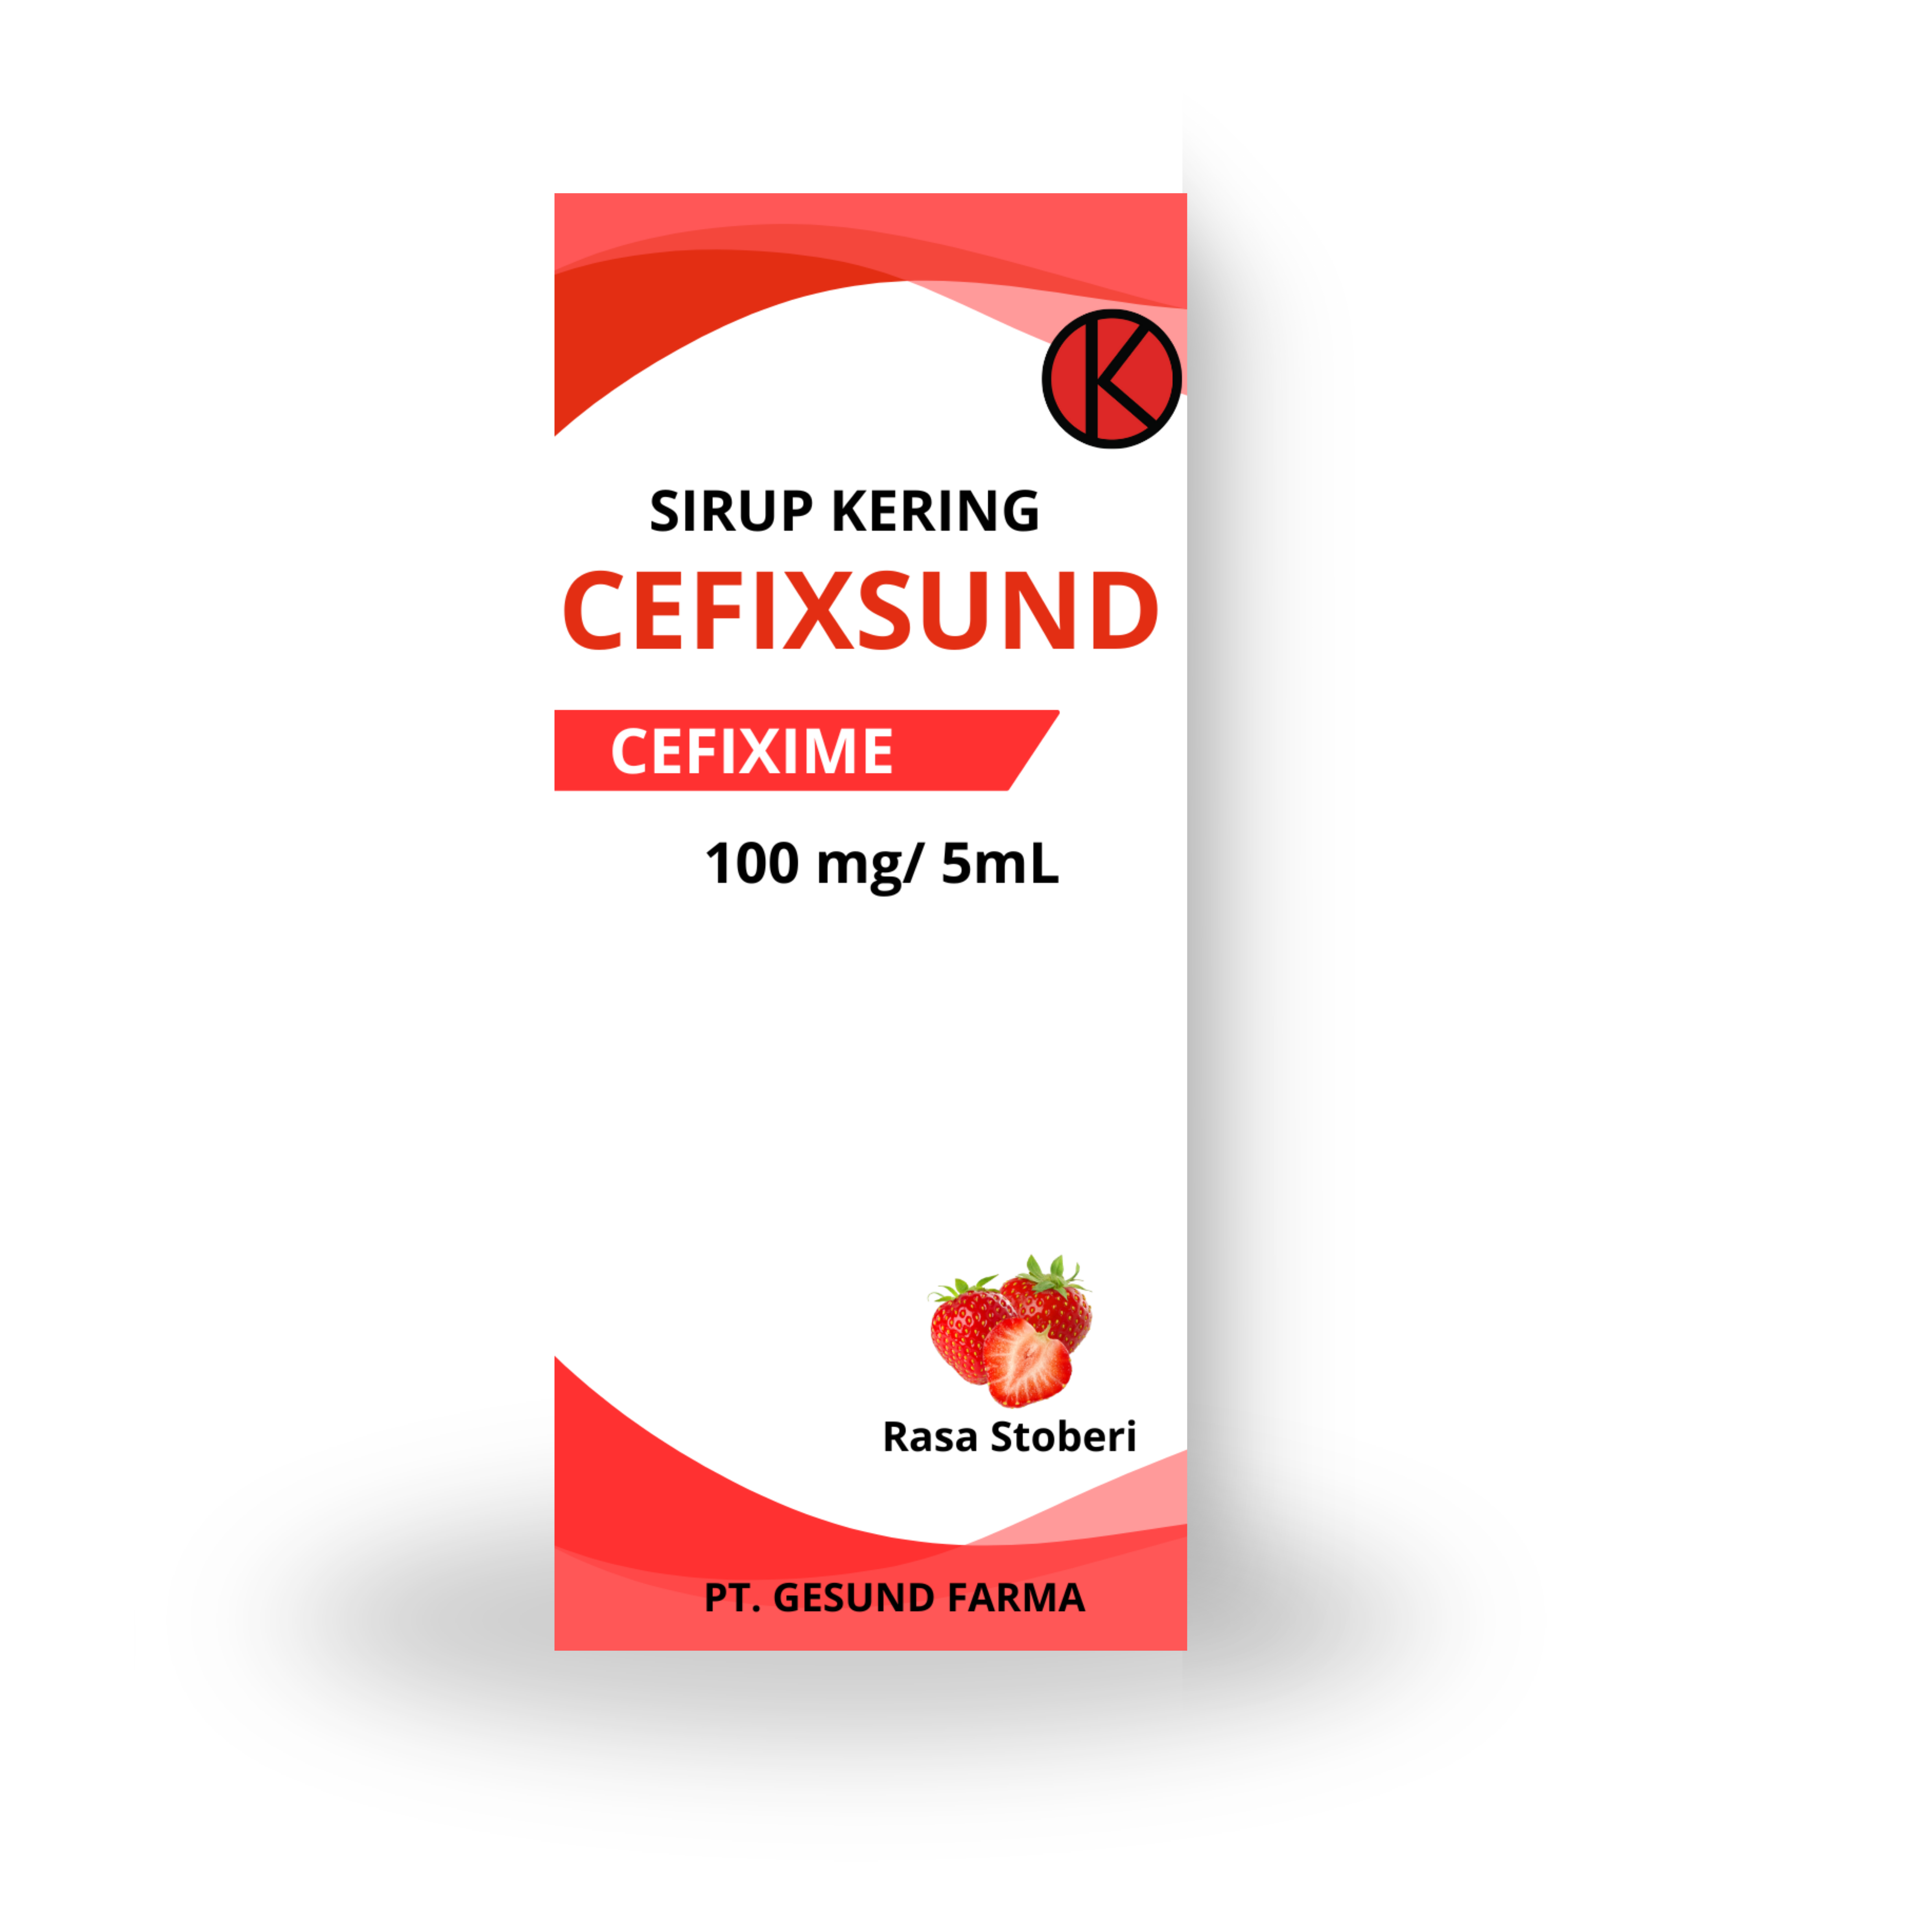 K
SIRUP KERING
CEFIXSUND
CEFIXIME
100 mg/ 5mL
Rasa Stoberi
PT. GESUND FARMA